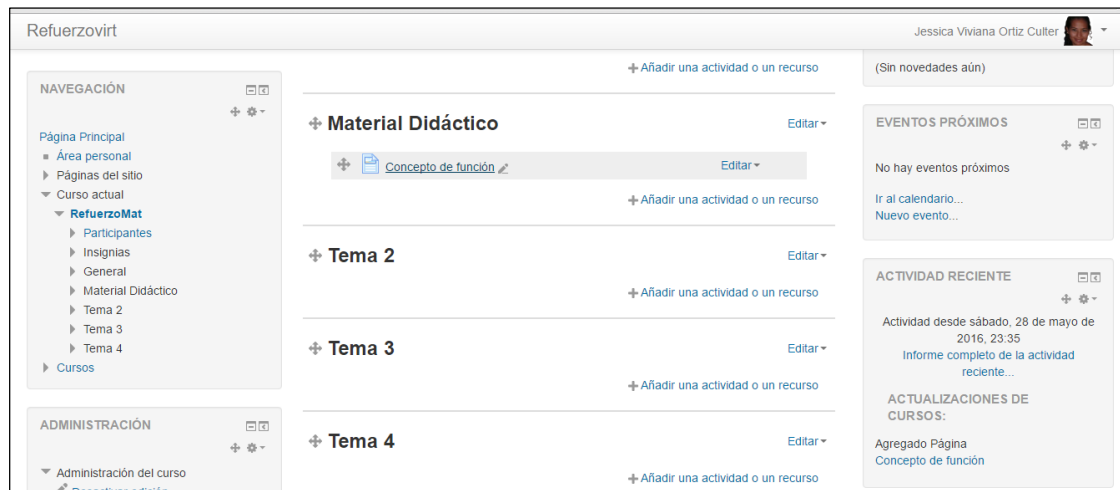 Refuerzovirt
Jessica Viviana Ortiz Culter
NAVEGACIÓN
Página Principal
Área personal
Páginas del sitio
Curso actual
RefuerzoMat
Participantes
Insignias
General
Material Didáctico
Tema 2
Tema 3
Tema 4
Cursos
ADMINISTRACIÓN
Administración del curso
Desactivar edición
Añadir una actividad o un recurso
Material Didáctico
Editar
Concepto de función
Editar
Añadir una actividad o un recurso
Tema 2
Editar
Añadir una actividad o un recurso
Tema 3
Editar
Añadir una actividad o un recurso
Tema 4
Editar
Añadir una actividad o un recurso
(Sin novedades aún)
EVENTOS PRÓXIMOS
No hay eventos próximos
Ir al calendario...
Nuevo evento...
ACTIVIDAD RECIENTE
Actividad desde sábado, 28 de mayo de
2016, 23:35
Informe completo de la actividad
reciente...
ACTUALIZACIONES DE
CURSOS:
Agregado Página
Concepto de función